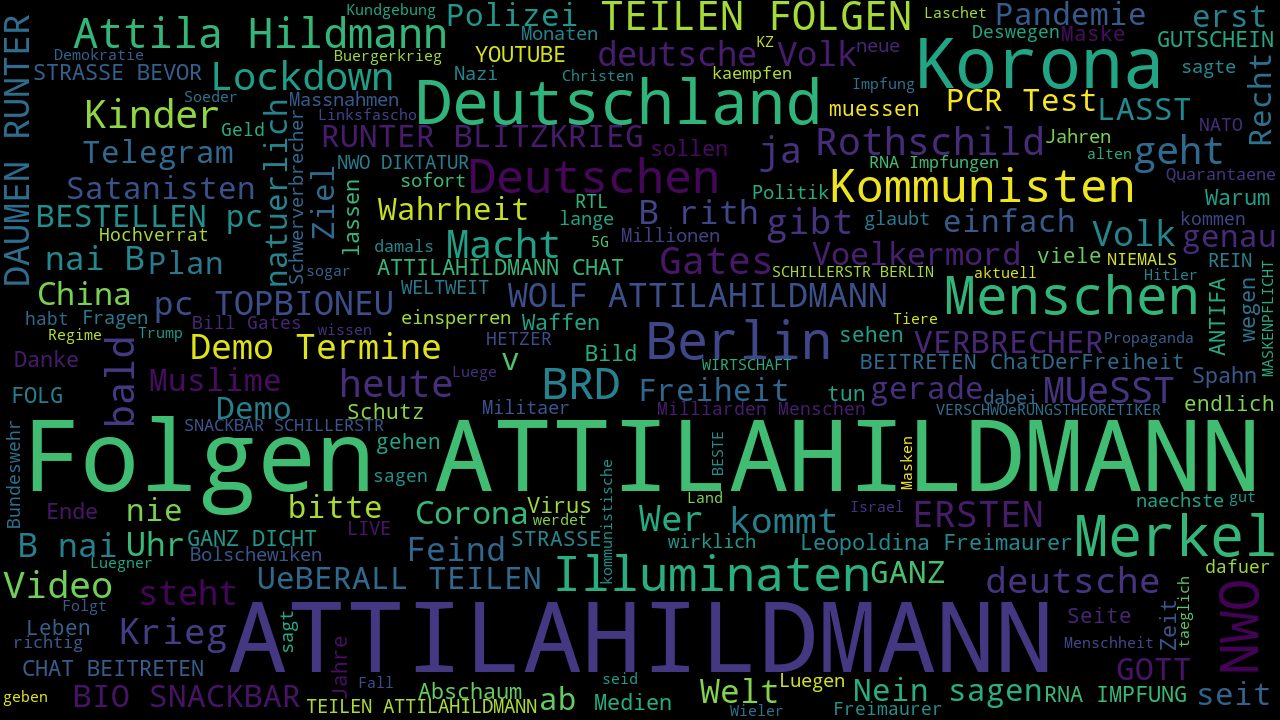 Kundgebung
Polizei
TEILEN FOLGEN
Laschet
Pandemie
erst
Attila Hildmann
Monaten
Deswegen
Maske
GUTSCHEIN
DAUMEN RUNTER
Demokratie
Buergerkrieg
YOUTUBE
deutsche
KZ
Volk
neue
Korona
STRASSE BEVOR
Lockdown
Nazi
Christen
kaempfen
Impfung
sagte
Recht
Soeder
Massnahmen
Deutschland
muessen
PCR Test
LASST
Kinder
Geld
natuerlich
Linksfascho
RUNTER BLITZKRIEG
sollen
ja
Rothschild
Jahren
NATO
Telegram
Schwerverbrecher
NWO DIKTATUR
Deutschen
RNA Impfungen
alten
geht
Satanisten
Ziel
lassen
sofort
RTL
Politik
Kommunisten
Quarantaene
Warum
BESTELLEN pc
Wahrheit
lange
B rith
gibt
glaubt
einfach
Volk
kommen
Hochverrat
damals
Macht
5G
Millionen
Voelkermord
viele
NIEMALS
genau
nai B
Plan
sogar
ATTILAHILDMANN CHAT
Gates
SCHILLERSTR BERLIN
aktuell
Hitler
REIN
China
pc TOPBIONEU
WELTWEIT
WOLF ATTILAHILDMANN
Menschen
ANTIFA
wegen
MASKENPFLICHT
habt
Fragen
Bill Gates
einsperren
Waffen
Berlin
Tiere
Regime
Trump
wissen
HETZER
sehen
VERBRECHER
Propaganda
Danke
bald
Demo Termine
v
Bild
WIRTSCHAFT
BEITRETEN ChatDerFreiheit
Muslime
heute
Luege
BRD
Freiheit
tun
gerade
dabei
MUeSST
Spahn
FOLG
Demo
Schutz
Militaer
Milliarden Menschen
VERSCHWOeRUNGSTHEORETIKER
endlich
SNACKBAR SCHILLERSTR
Bundeswehr
Folgen
gehen
ATTILAHILDMANN
sagen
BESTE
Masken
kommunistische
Ende
nie
bitte
Corona
Virus
Land
Israel
naechste
gut
LIVE
werdet
Wer
kommt
ERSTEN
B nai
Uhr
GANZ DICHT
Bolschewiken
Feind
STRASSE
wirklich
Leopoldina
Freimaurer
Merkel
Luegner
Video
steht
UeBERALL TEILEN
Illuminaten
GANZ
deutsche
dafuer
Folgt
Leben
richtig
Krieg
ATTILAHILDMANN
sagt
Seite
Zeit
taeglich
NWO
Menschheit
CHAT BEITRETEN
Jahre
Fall
seid
Luegen
GOTT
geben
BIO SNACKBAR
Abschaum
TEILEN ATTILAHILDMANN
ab
Medien
Welt
Wieler
Nein sagen
Freimaurer
RNA IMPFUNG
seit